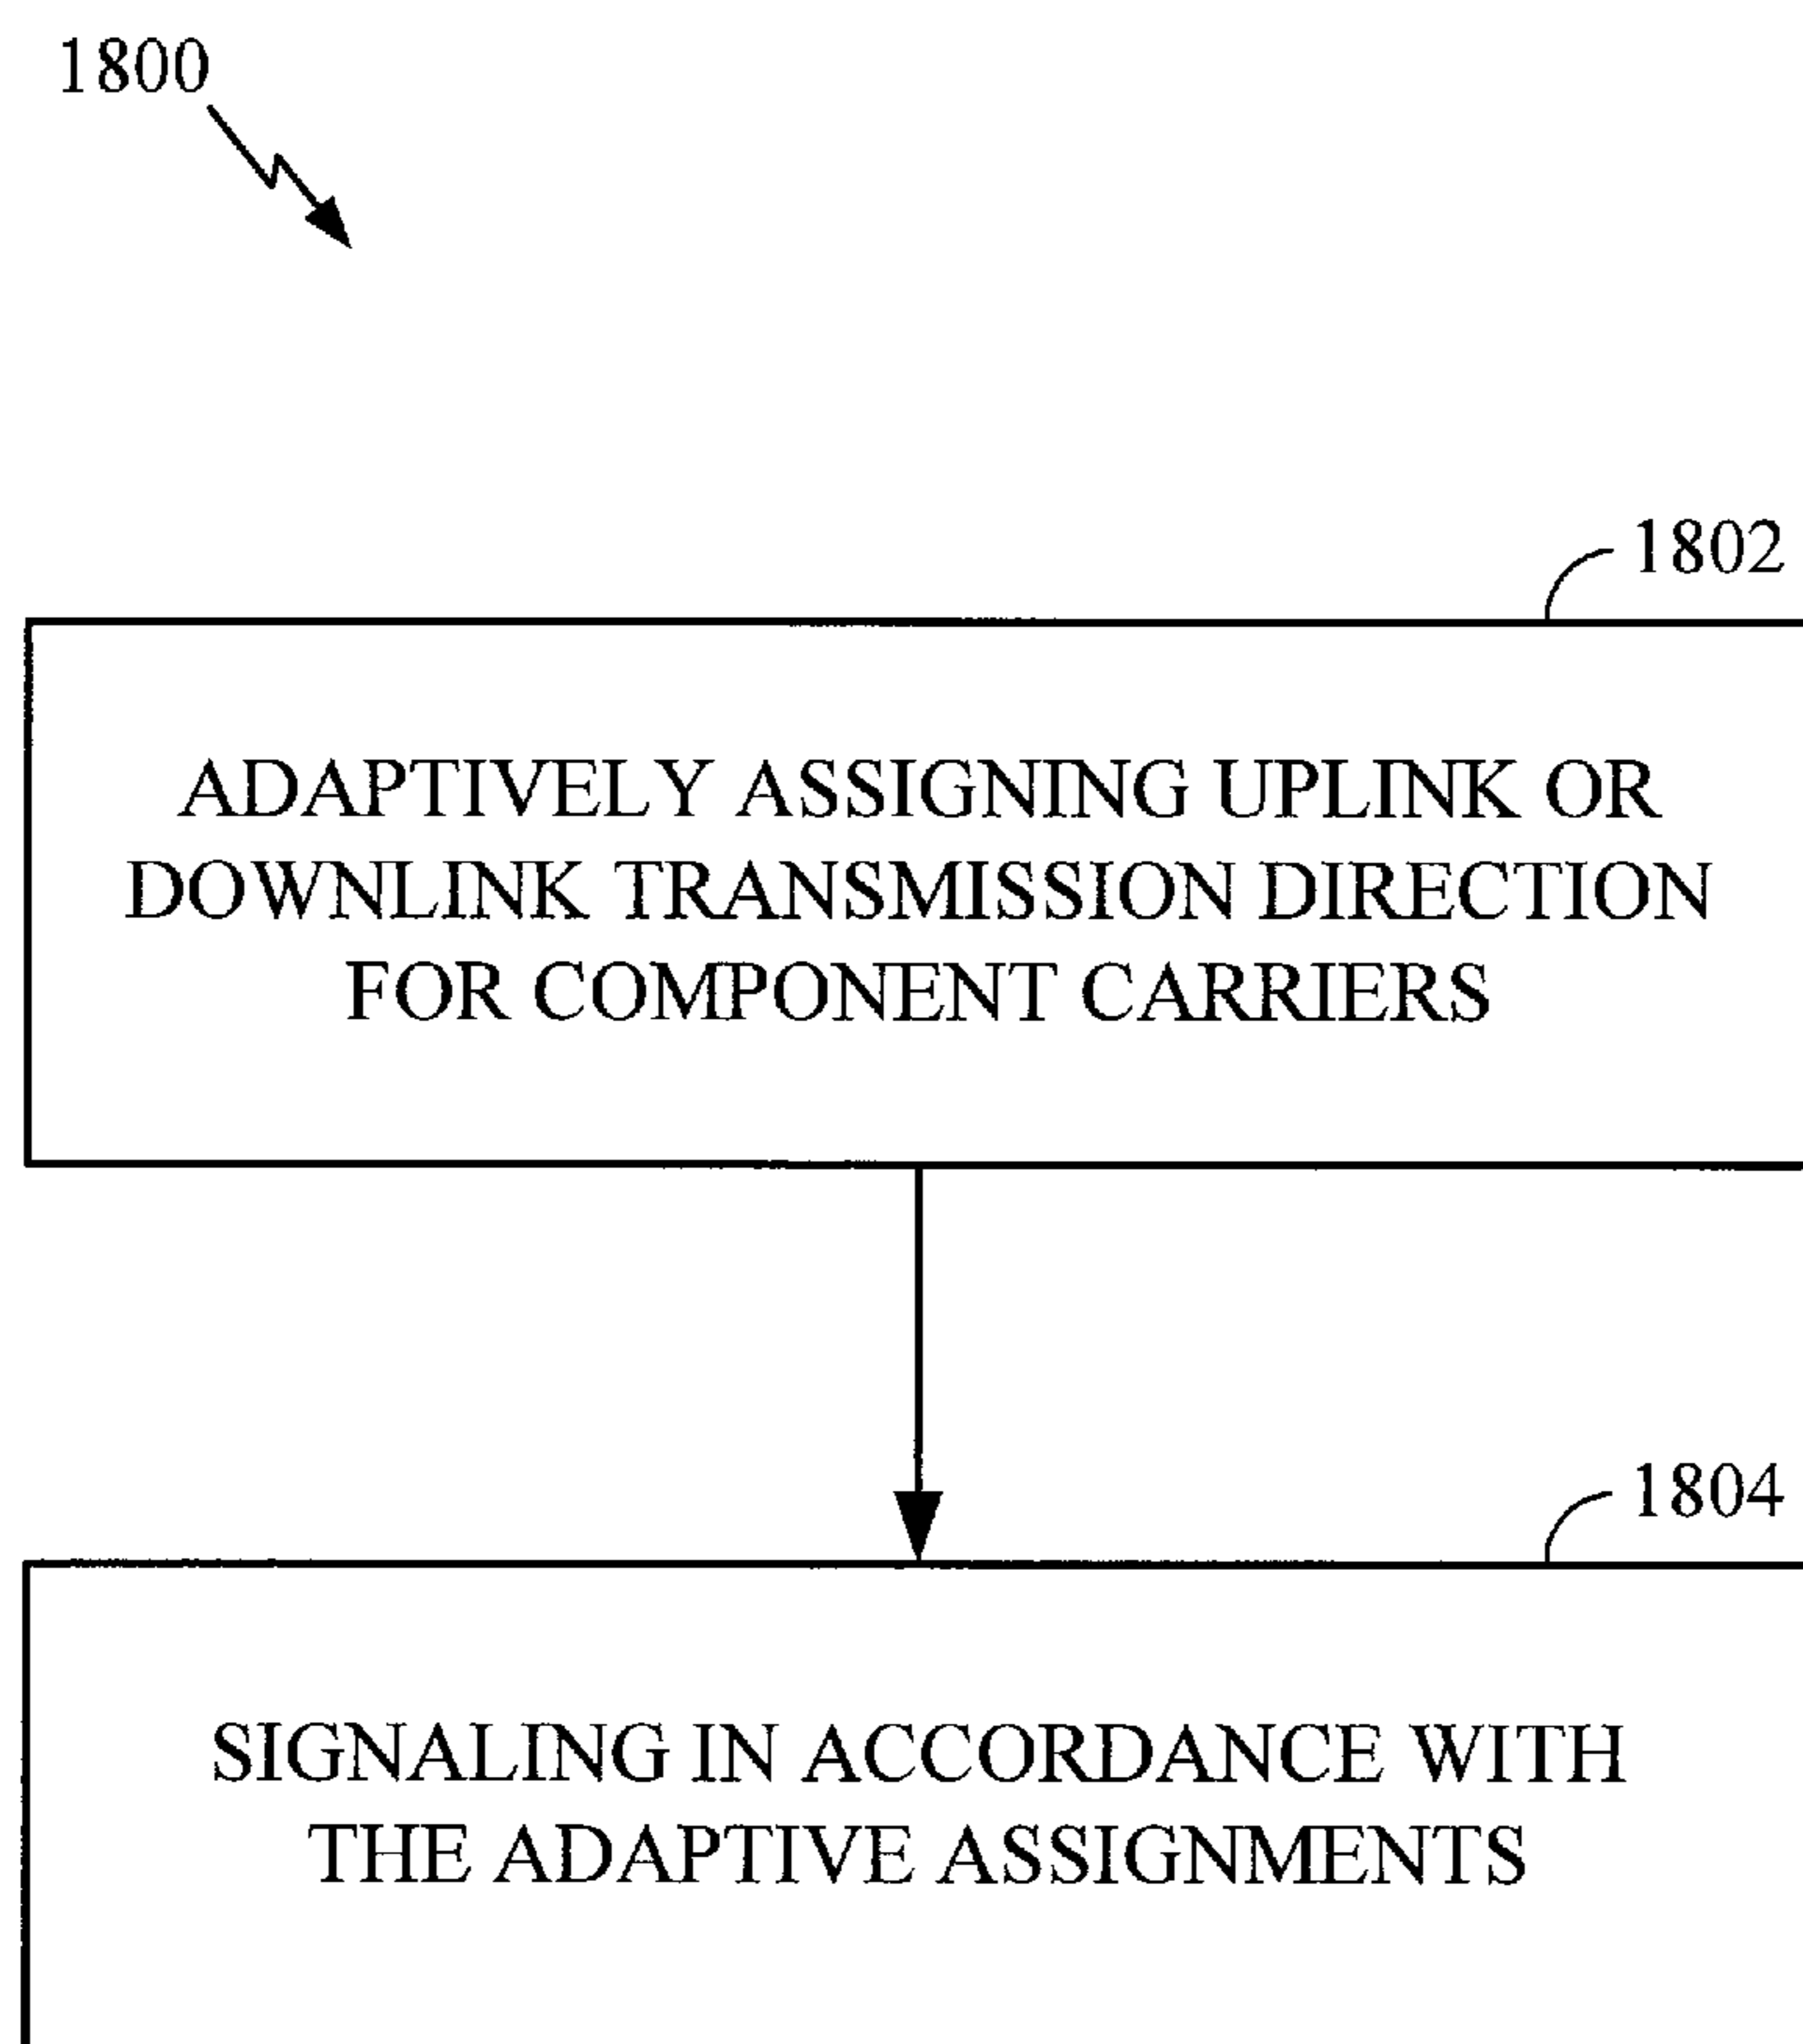 1800
1802
ADAPTIVELY ASSIGNING UPLINK OR
DOWNLINK TRANSMISSION DIRECTION
FOR COMPONENT CARRIERS
1804
SIGNALING IN ACCORDANCE WITH
THE ADAPTIVE ASSIGNMENTS